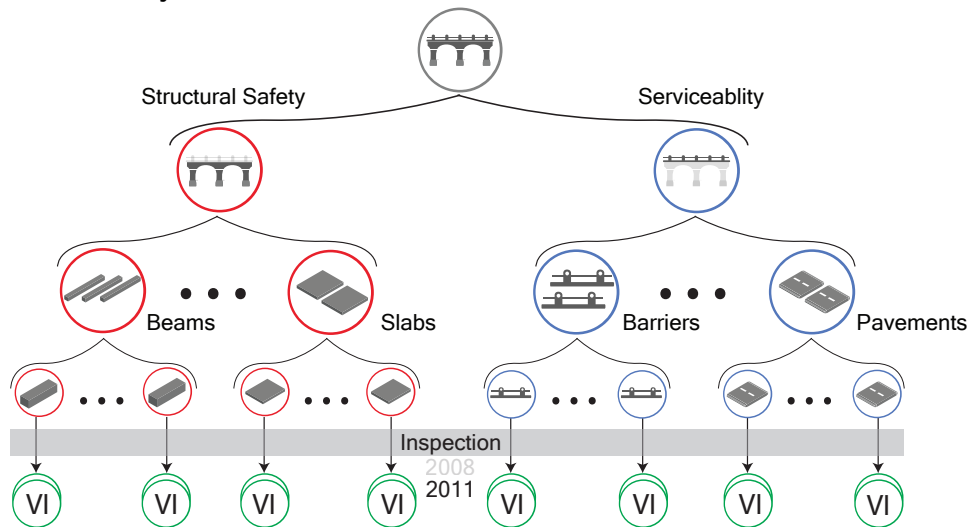 Structural Safety
Serviceablity
Beams
Slabs
Barriers
Pavements
Inspection
2008
2011
VI
VI
VI
VI
VI
VI
VI
VI